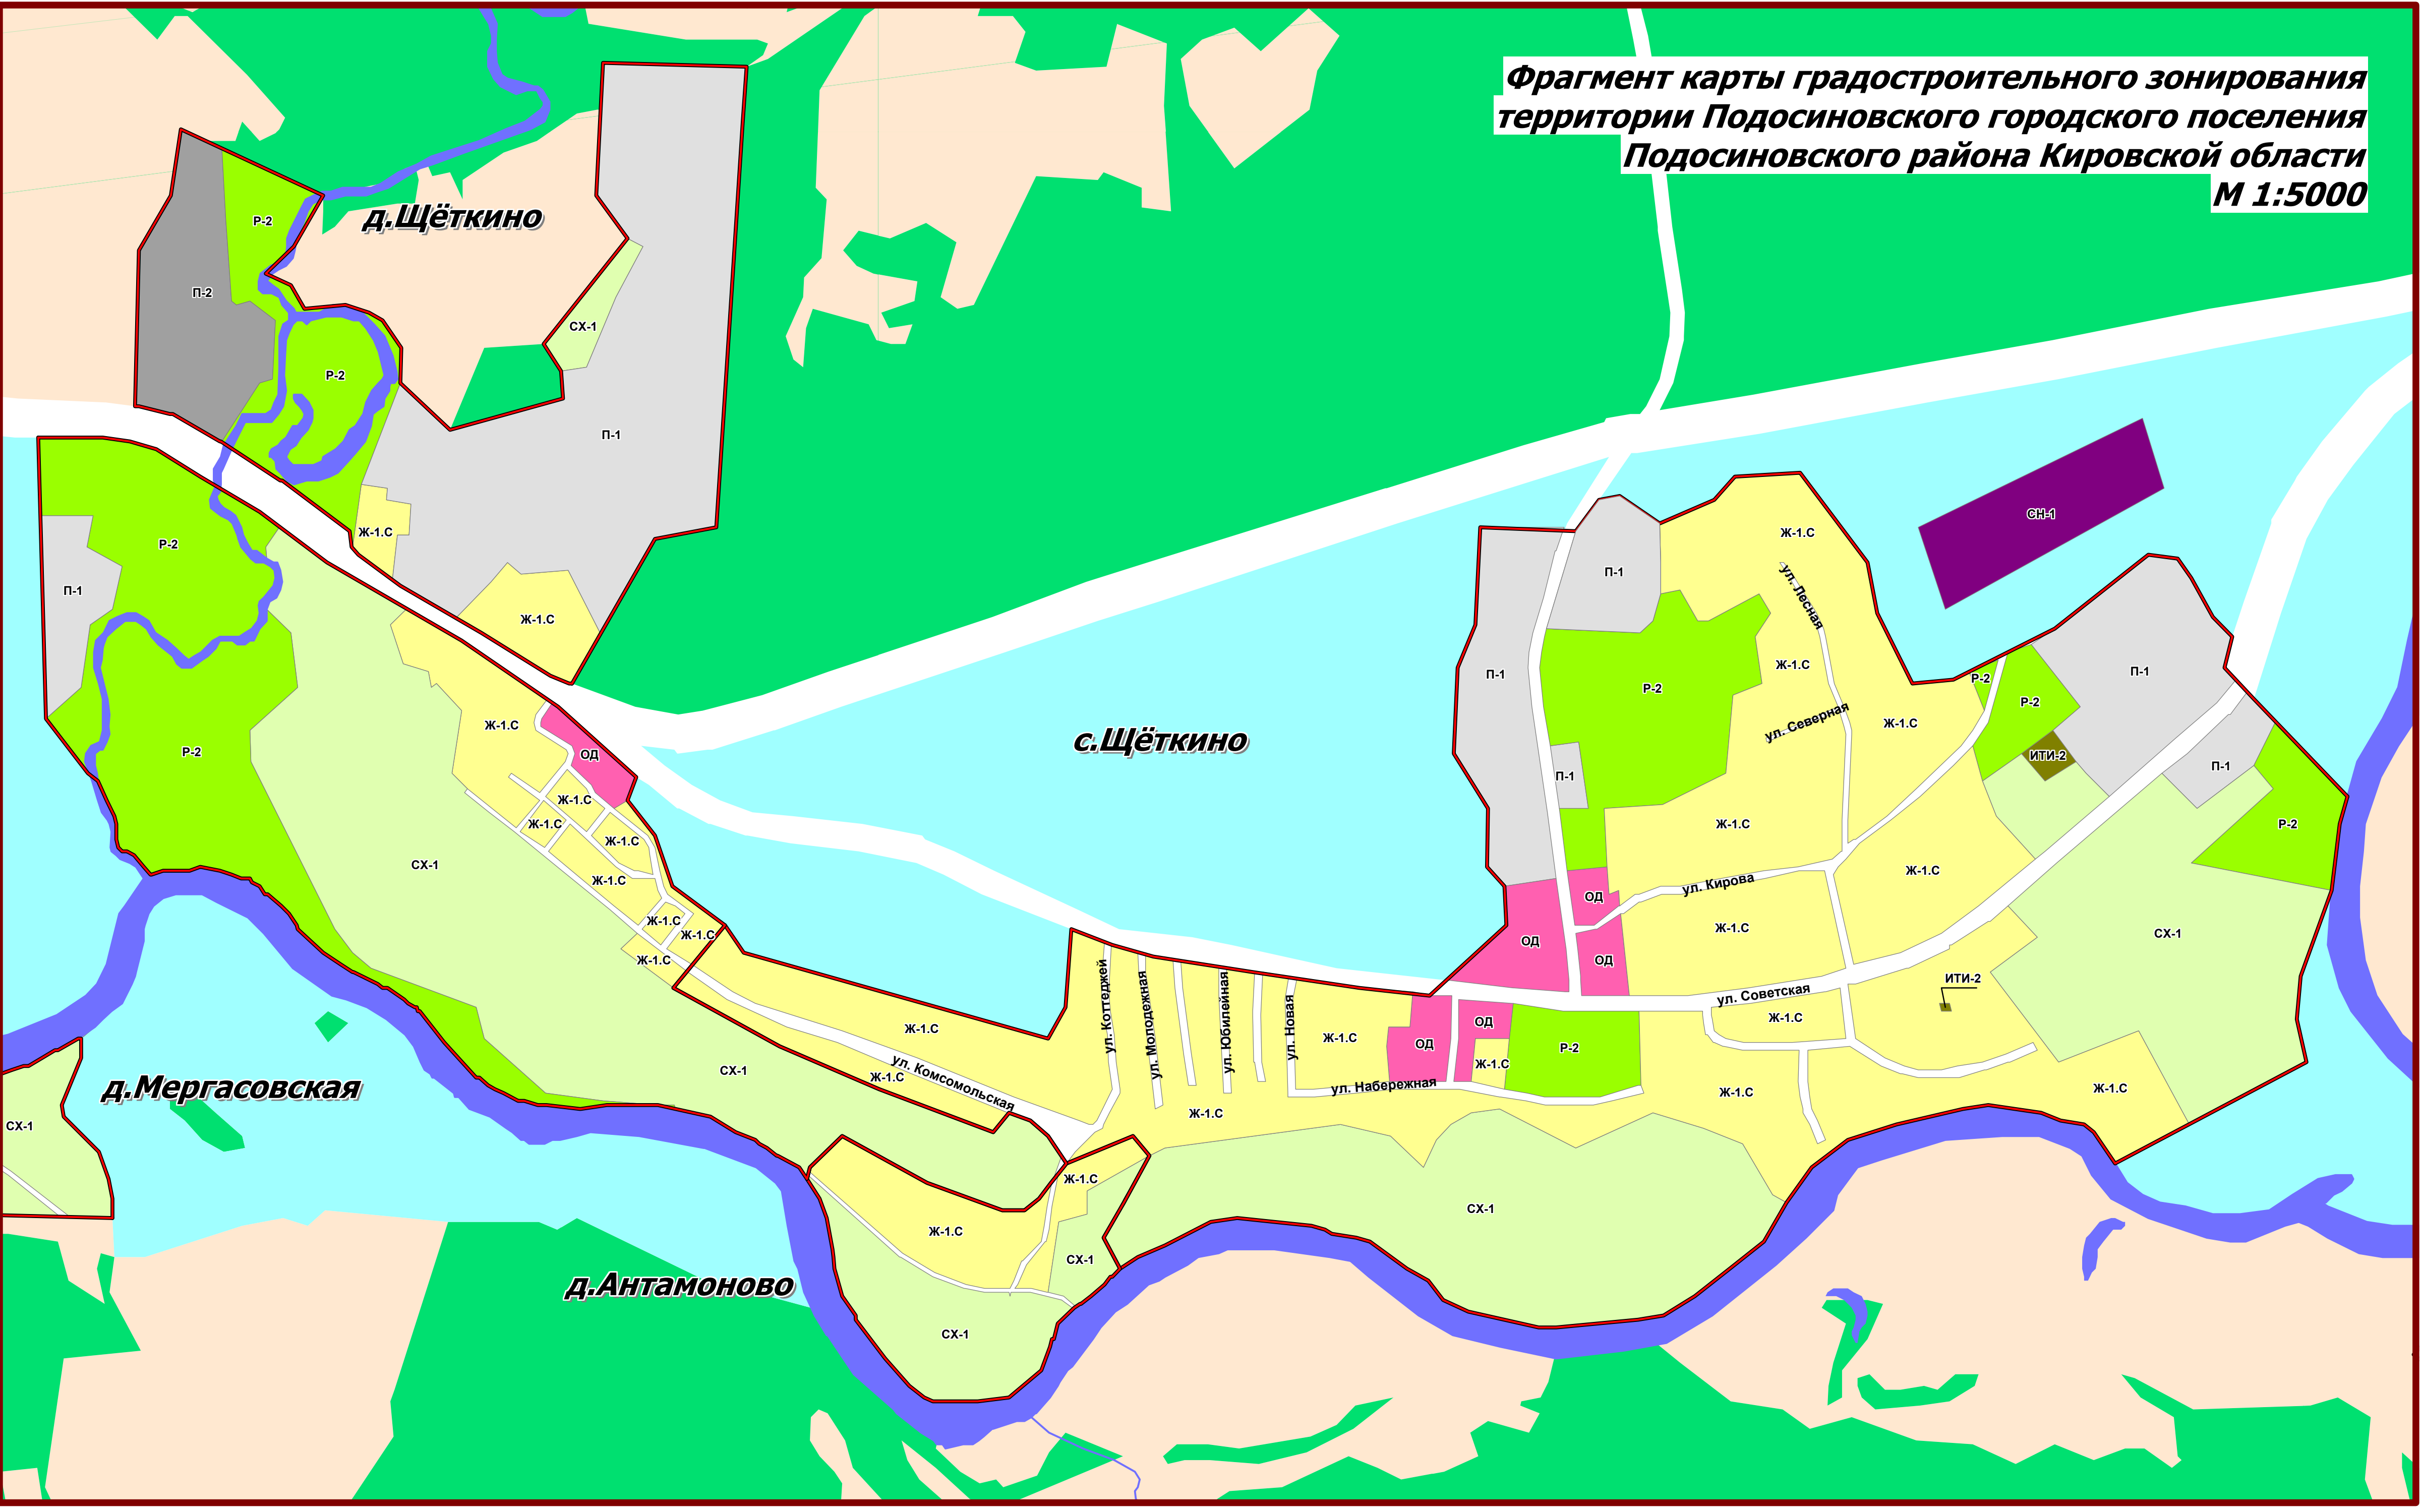 Фрагмент карты градостроительного зонирования
территории Подосиновского городского поселения
Подосиновского района Кировской области
М 1:5000
Р-2
д.Щёткино
П-2
СХ-1
Р-2
П-1
Ж-1.С
Р-2
П-1
Ж-1.С
Р-2
Ж-1.С
ОД
Ж-1.С
Ж-1.С
Ж-1.С
СХ-1
Ж-1.С
Ж-1.С
Ж-1.С
Ж-1.С
с.Щёткино
СН-1
Ж-1.С
П-1
ул. Лесная
Ж-1.С
П-1
Р-2
П-1
Р-2
Р-2
ул. Северная
Ж-1.С
ИТИ-2
П-1
П-1
Ж-1.С
Р-2
Ж-1.С
ул. Кирова
ОД
Ж-1.С
ОД
СХ-1
ОД
ИТИ-2
ул. Советская
Ж-1.С
Ж-1.С
ул. Коттеджей
ул. Молодежная
ул. Юбилейная
ул. Новая
Ж-1.С
ОД
ОД
Р-2
Ж-1.С
СХ-1
Ж-1.С
ул. Комсомольская
ул. Набережная
Ж-1.С
Ж-1.С
Ж-1.С
д.Мергасовская
СХ-1
Ж-1.С
СХ-1
Ж-1.С
СХ-1
д.Антамоново
СХ-1